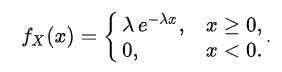 f_X(x) = { λ e^{−λx}, x ≥ 0,
0, x < 0. .